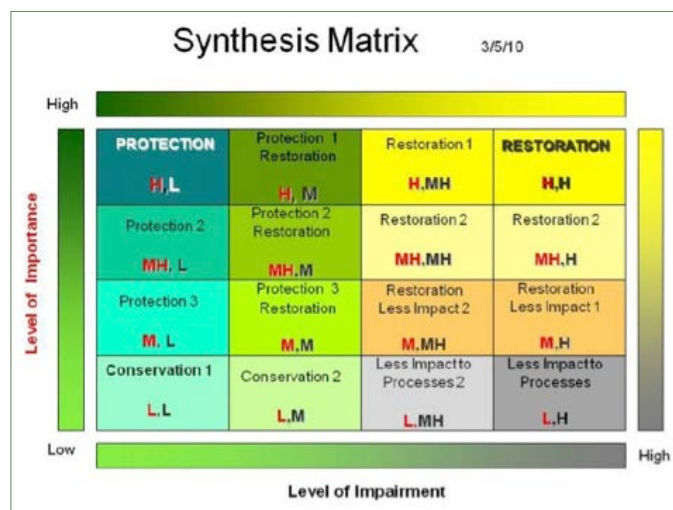 Synthesis Matrix 3/5/10
High
PROTECTION
H,L
Protection 1
Restoration
H, M
Restoration 1
H,MH
RESTORATION
H,H
Protection 2
MH, L
Protection 2
Restoration
MH,M
Restoration 2
MH,MH
Restoration 2
MH,H
Protection 3
M, L
Protection 3
Restoration
M,M
Restoration
Less Impact 2
M,MH
Restoration
Less Impact 1
M,H
Conservation 1
L,L
Conservation 2
L,M
Less Impact to
Processes 2
L,MH
Less Impact to
Processes
L,H
Level of Importance
Low
High
Level of Impairment